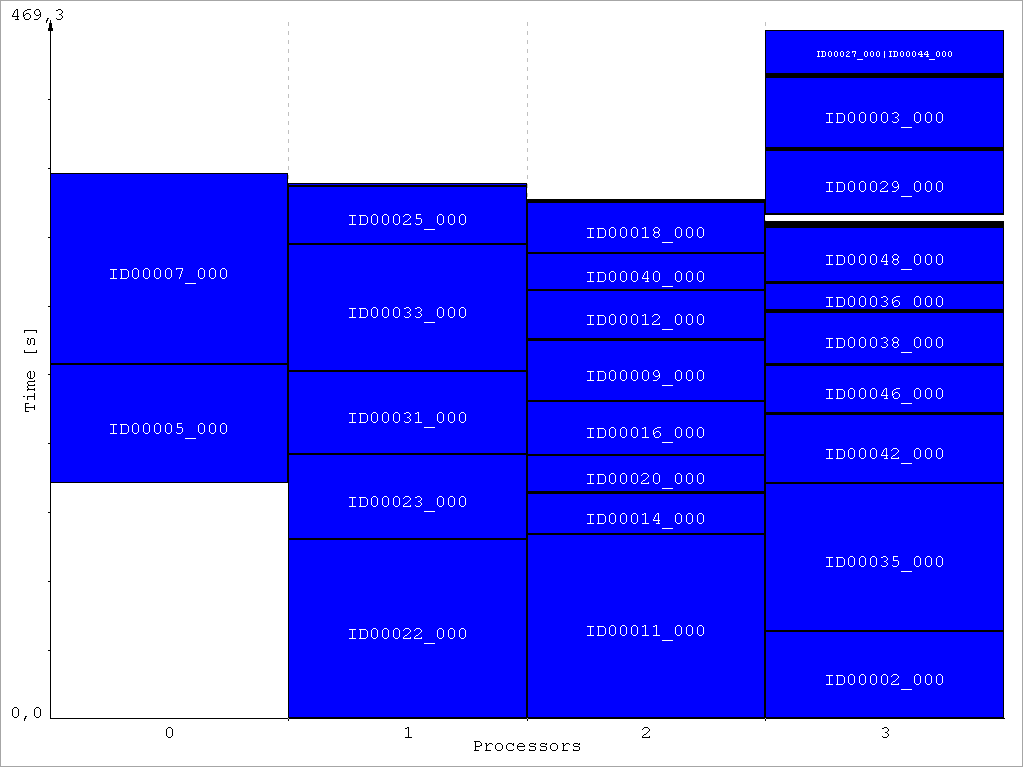 469,3
ID00027_000|ID00044_000
ID00003_000
ID00029_000
ID00007_000
ID00005_000
ID00025_000
ID00033_000
ID00031_000
ID00023_000
ID00022_000
ID00018_000
ID00040_000
ID00012_000
ID00009_000
ID00016_000
ID00020_000
ID00014_000
ID00011_000
ID00048_000
ID00036_000
ID00038_000
ID00046_000
ID00042_000
ID00035_000
ID00002_000
Time [s]
0,0
0 1 2 3
Processors